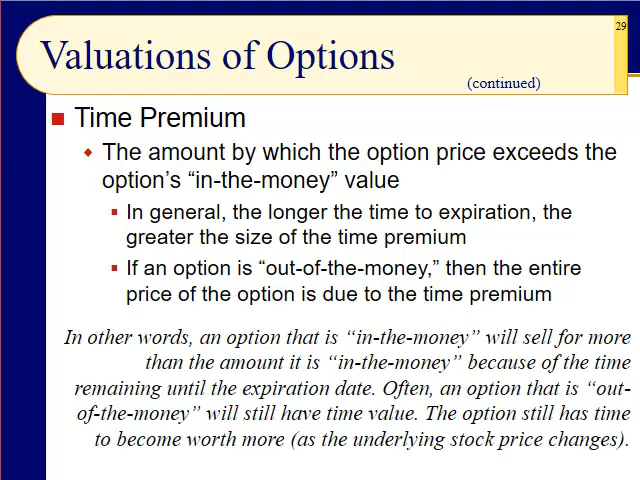 29
Valuations of Options
(continued)
Time Premium
The amount by which the option price exceeds the
option's “in-the-money” value
In general, the longer the time to expiration, the
greater the size of the time premium
If an option is “out-of-the-money,” then the entire
price of the option is due to the time premium
In other words, an option that is “in-the-money” will sell for more
than the amount it is “in-the-money” because of the time
remaining until the expiration date. Often, an option that is “out-
of-the-money” will still have time value. The option still has time
to become worth more (as the underlying stock price changes).